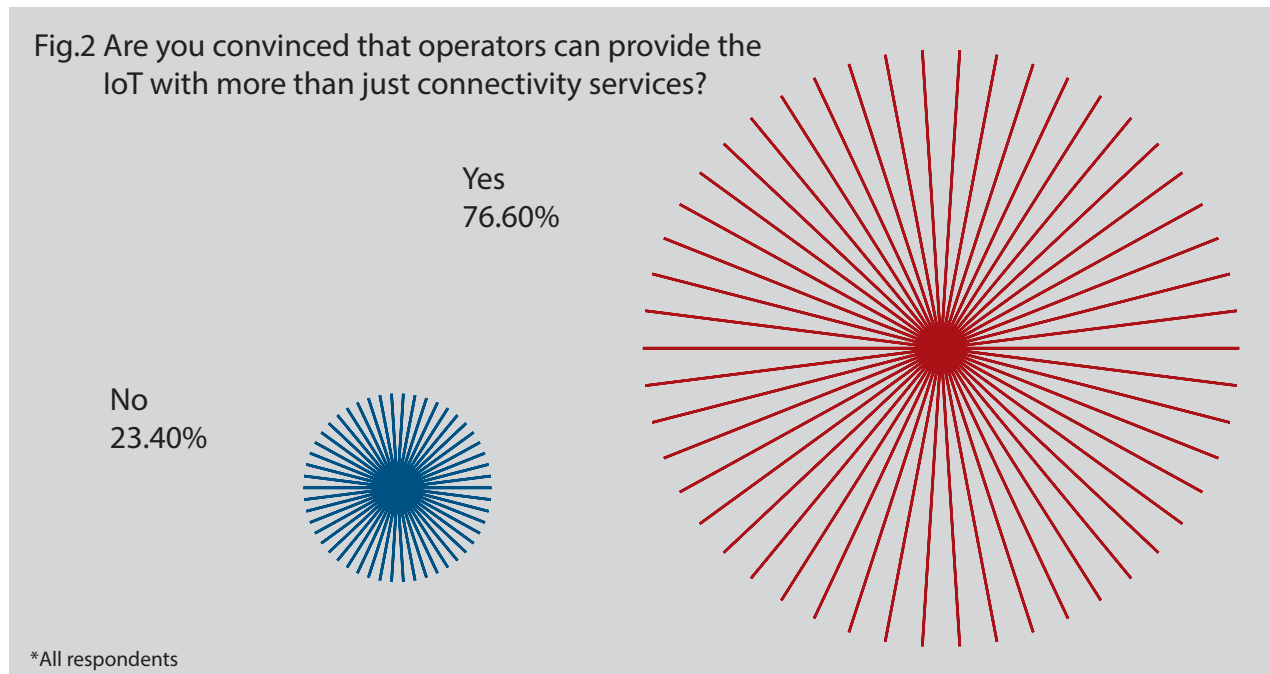 Fig.2 Are you convinced that operators can provide the
IoT with more than just connectivity services?
Yes
76.60%
No
23.40%
*All respondents